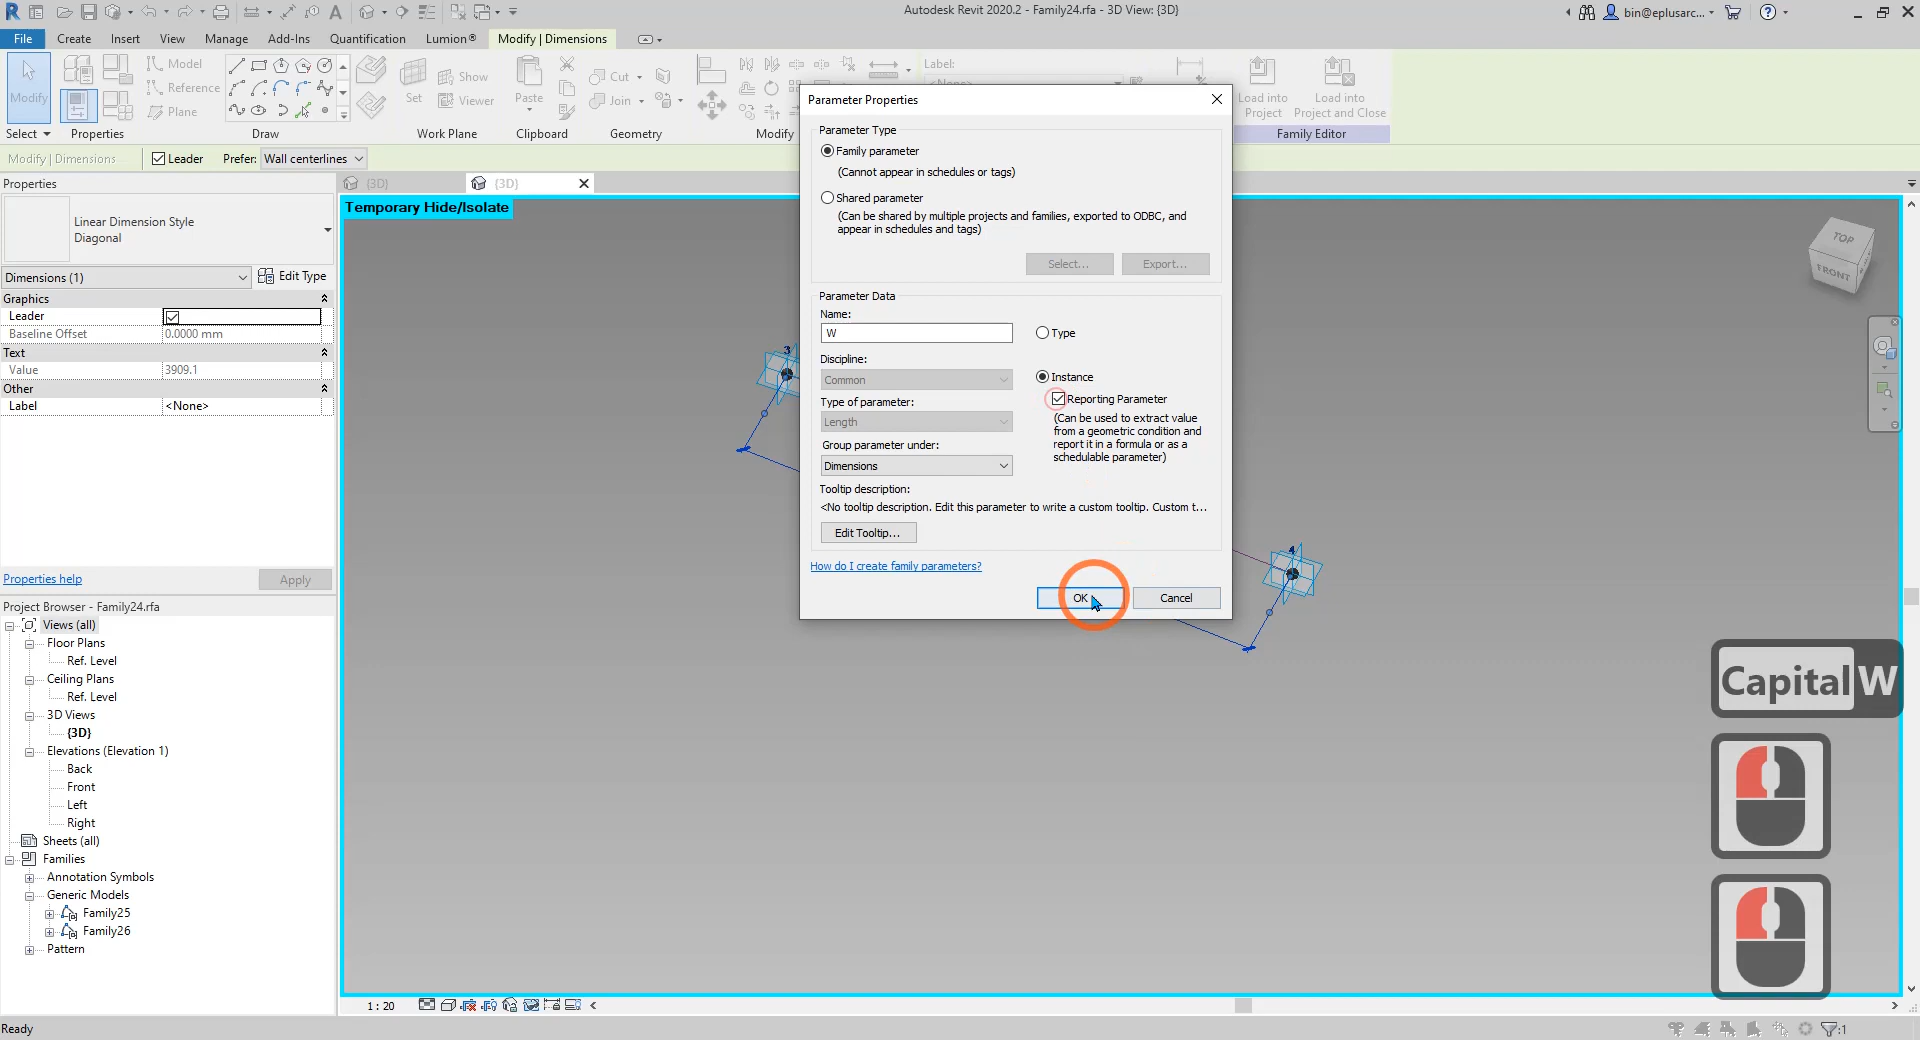 Autodesk Revit 2020.2 - Family24.rfa - 3D View: {3D}
bin@eplusarc...
File
Create
Insert
View
Manage
Add-Ins
Quantification
Lumion®
Modify | Dimensions
Modify
Select
Properties
Model
Reference
Plane
Draw
Set
Show
Viewer
Work Plane
Paste
Clipboard
Cut
Join
Geometry
Modify
Label:
<None>
Load into
Project
Load into
Project and Close
Family Editor
Modify | Dimensions
Leader
Prefer:
Wall centerlines
Properties
{3D}
{3D}
Linear Dimension Style
Diagonal
Dimensions (1)
Edit Type
Graphics
Leader
Baseline Offset
0.0000 mm
Text
Value
3909.1
Other
Label
<None>
Properties help
Apply
Project Browser - Family24.rfa
Views (all)
Floor Plans
Ref. Level
Ceiling Plans
Ref. Level
3D Views
{3D}
Elevations (Elevation 1)
Back
Front
Left
Right
Sheets (all)
Families
Annotation Symbols
Generic Models
Family25
Family26
Pattern
Temporary Hide/Isolate
3
4
TOP
FRONT
Parameter Properties
Parameter Type
Family parameter
(Cannot appear in schedules or tags)
Shared parameter
(Can be shared by multiple projects and families, exported to ODBC, and
appear in schedules and tags)
Select...
Export...
Parameter Data
Name:
W
Type
Discipline:
Common
Instance
Type of parameter:
Reporting Parameter
Length
(Can be used to extract value
from a geometric condition and
report it in a formula or as a
schedulable parameter)
Group parameter under:
Dimensions
Tooltip description:
<No tooltip description. Edit this parameter to write a custom tooltip. Custom t...
Edit Tooltip...
How do I create family parameters?
OK
Cancel
Capital W
1 : 20
Ready
:1